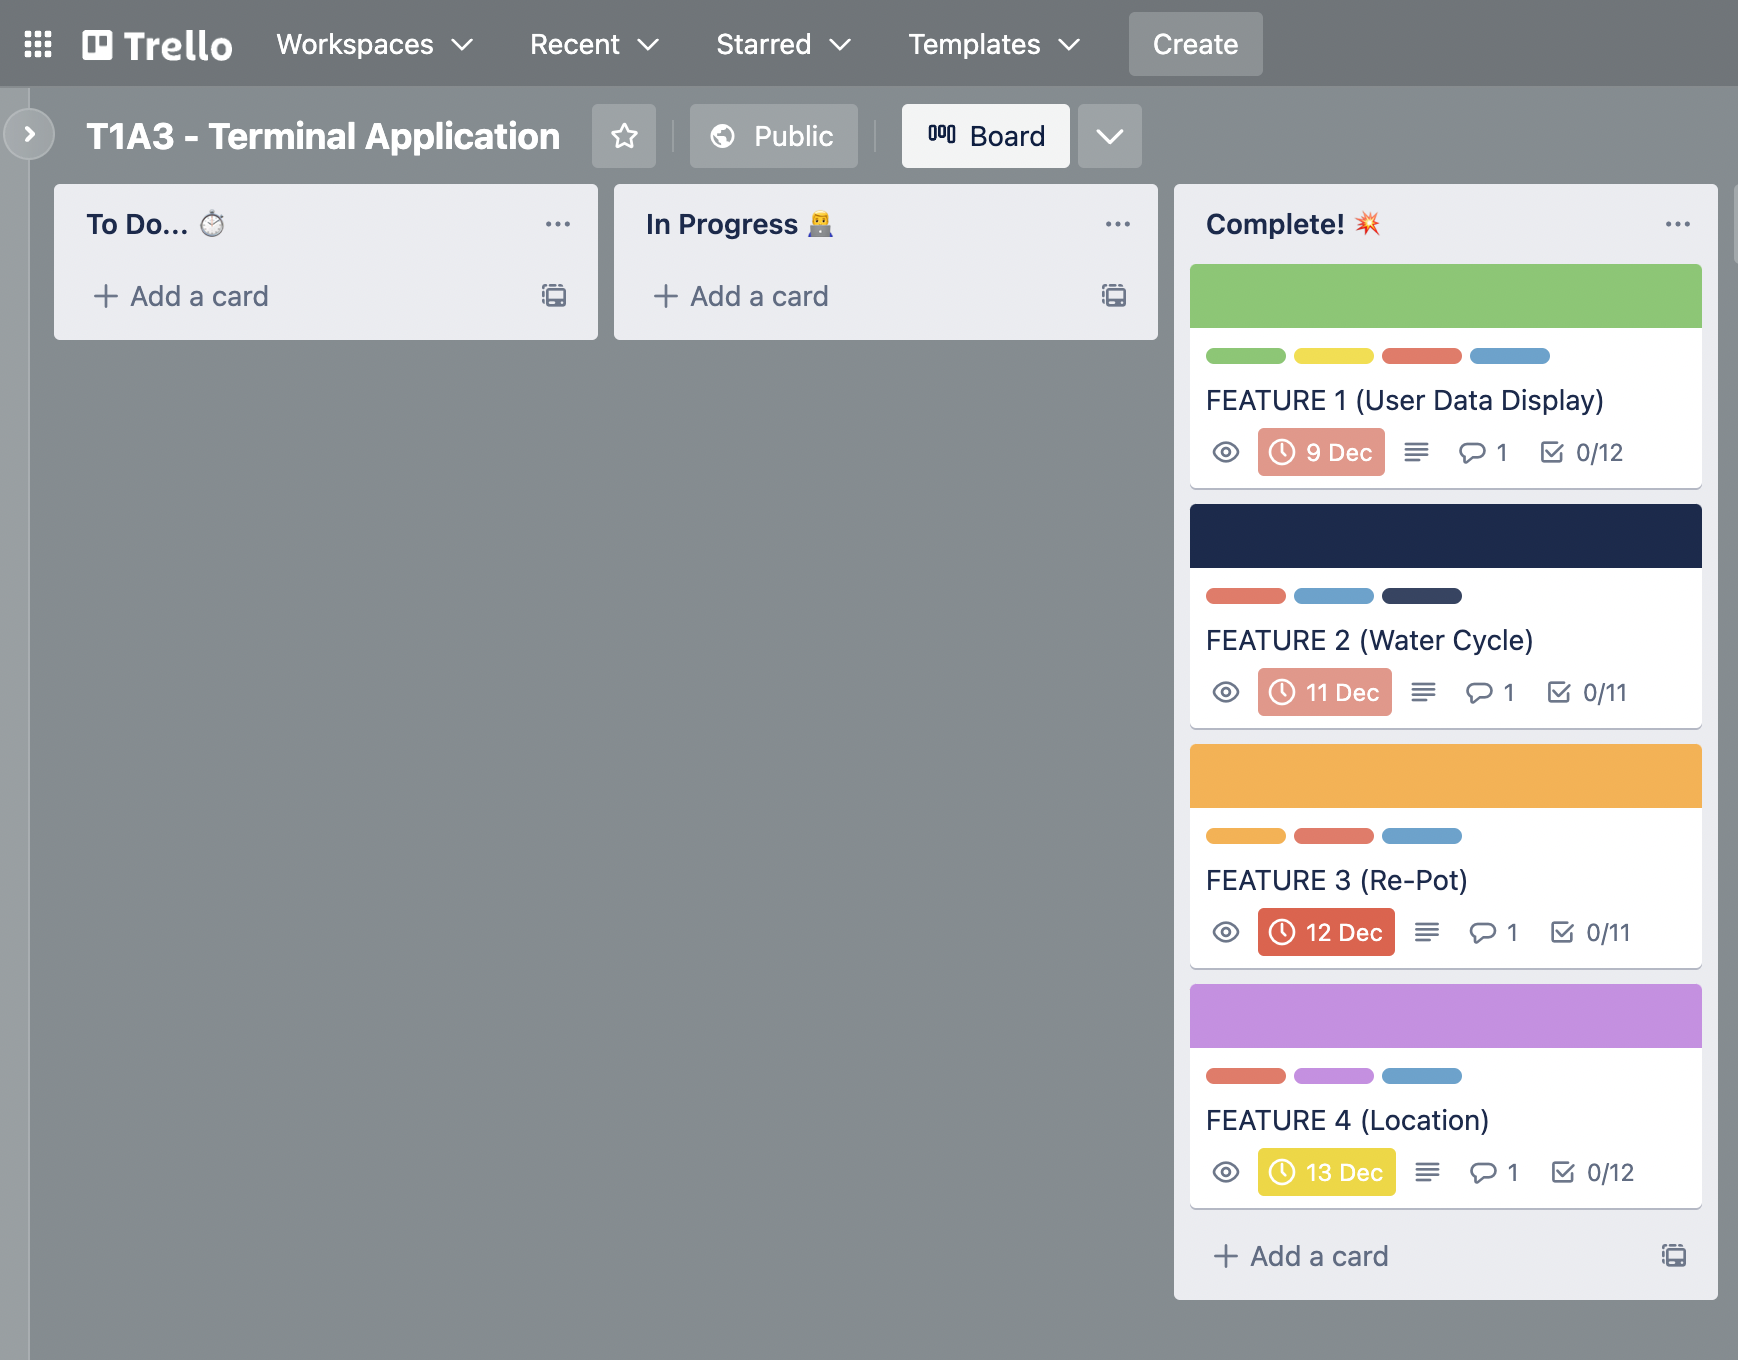 Trello Workspaces Recent Starred Templates Create
T1A3 - Terminal Application Public Board
To Do... ⏱️
Add a card
In Progress 👨‍💻
Add a card
Complete! 💥
FEATURE 1 (User Data Display)
9 Dec 1 0/12
FEATURE 2 (Water Cycle)
11 Dec 1 0/11
FEATURE 3 (Re-Pot)
12 Dec 1 0/11
FEATURE 4 (Location)
13 Dec 1 0/12
Add a card